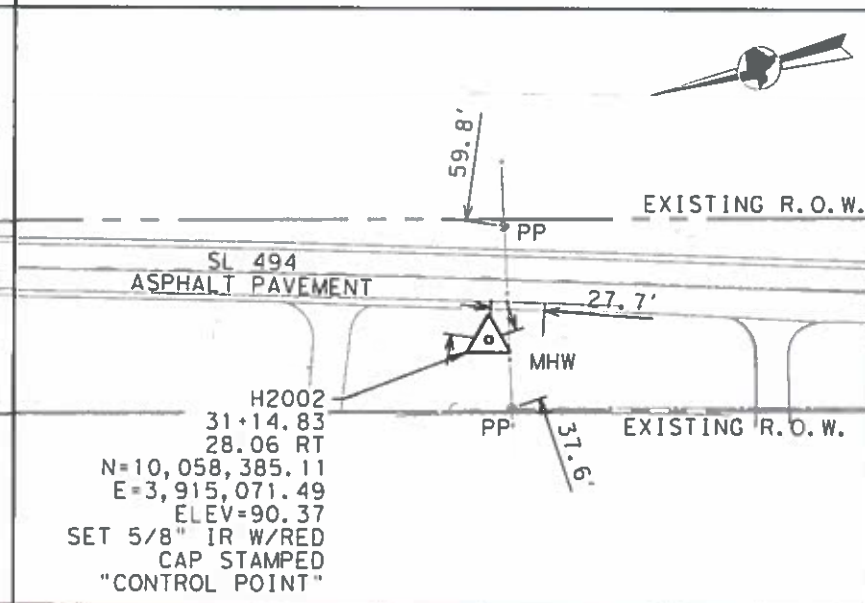 59.8'
EXISTING R.O.W.
PP
SL 494
ASPHALT PAVEMENT
27.7'
MHW
H2002
31+14.83
28.06 RT
N=10,058,385.11
E=3,915,071.49
ELEV=90.37
SET 5/8" IR W/RED
CAP STAMPED
"CONTROL POINT"
PP
37.6'
EXISTING R.O.W.